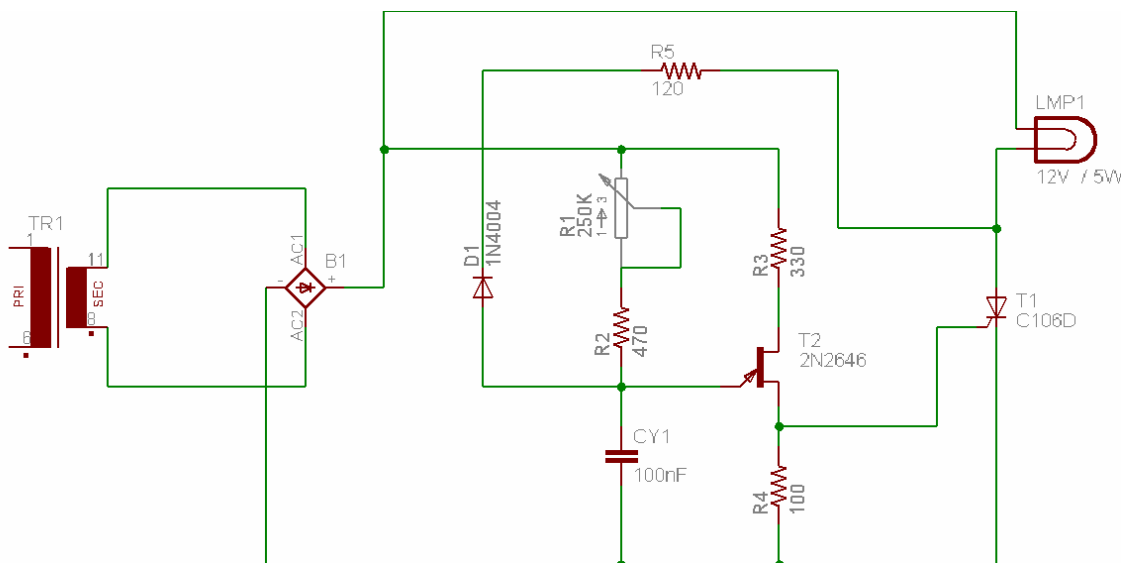 R5
120
LMP1
12V / 5W
TR1
1
PRI
6
11
SEC
8
AC1
-
+
B1
AC2
D1
1N4004
R1
250K
1
3
R2
470
R3
330
T2
2N2646
T1
C106D
CY1
100nF
R4
100